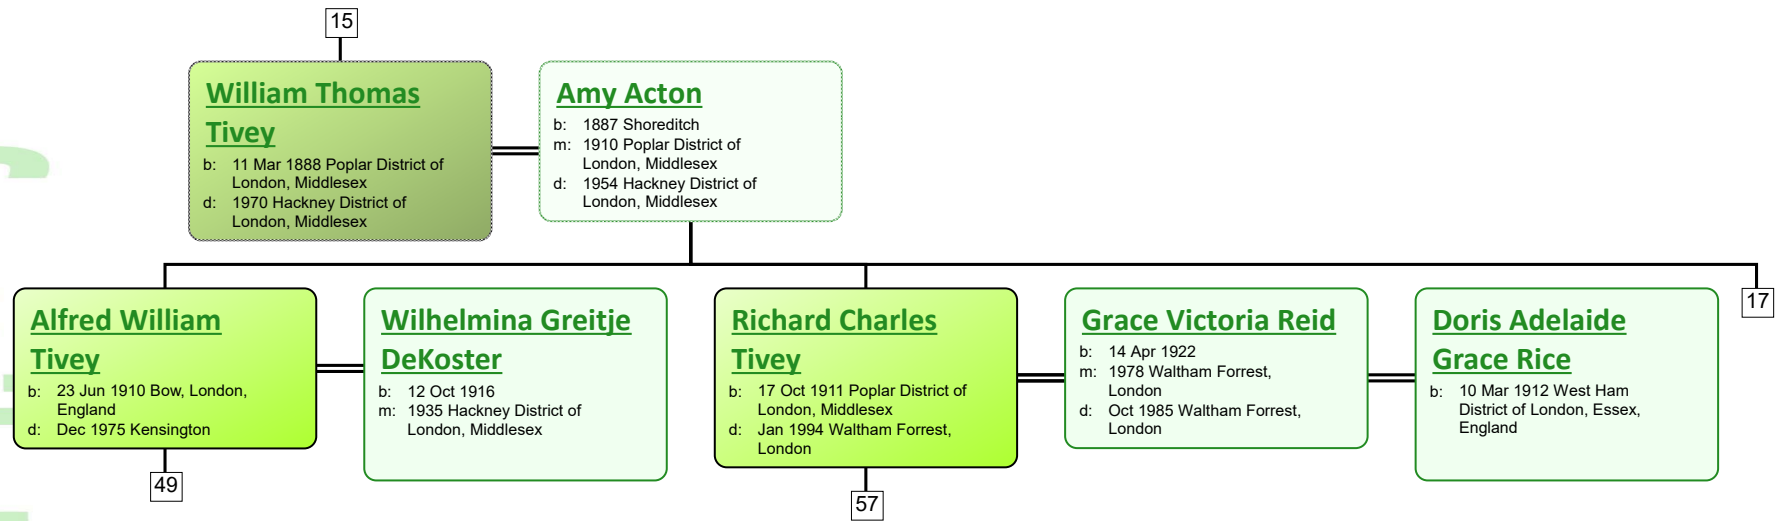 15
William Thomas
Tivey
b: 11 Mar 1888 Poplar District of
London, Middlesex
d: 1970 Hackney District of
London, Middlesex
Amy Acton
b: 1887 Shoreditch
m: 1910 Poplar District of
London, Middlesex
d: 1954 Hackney District of
London, Middlesex
Alfred William
Tivey
b: 23 Jun 1910 Bow, London,
England
d: Dec 1975 Kensington
49
Wilhelmina Greitje
DeKoster
b: 12 Oct 1916
m: 1935 Hackney District of
London, Middlesex
Richard Charles
Tivey
b: 17 Oct 1911 Poplar District of
London, Middlesex
d: Jan 1994 Waltham Forrest,
London
57
Grace Victoria Reid
b: 14 Apr 1922
m: 1978 Waltham Forrest,
London
d: Oct 1985 Waltham Forrest,
London
Doris Adelaide
Grace Rice
b: 10 Mar 1912 West Ham
District of London, Essex,
England
17